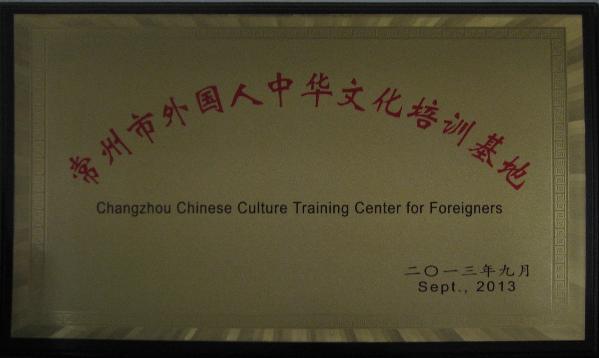 常州市外国人中华文化培训基地
Changzhou Chinese Culture Training Center for Foreigners
二〇一三年九月
Sept., 2013